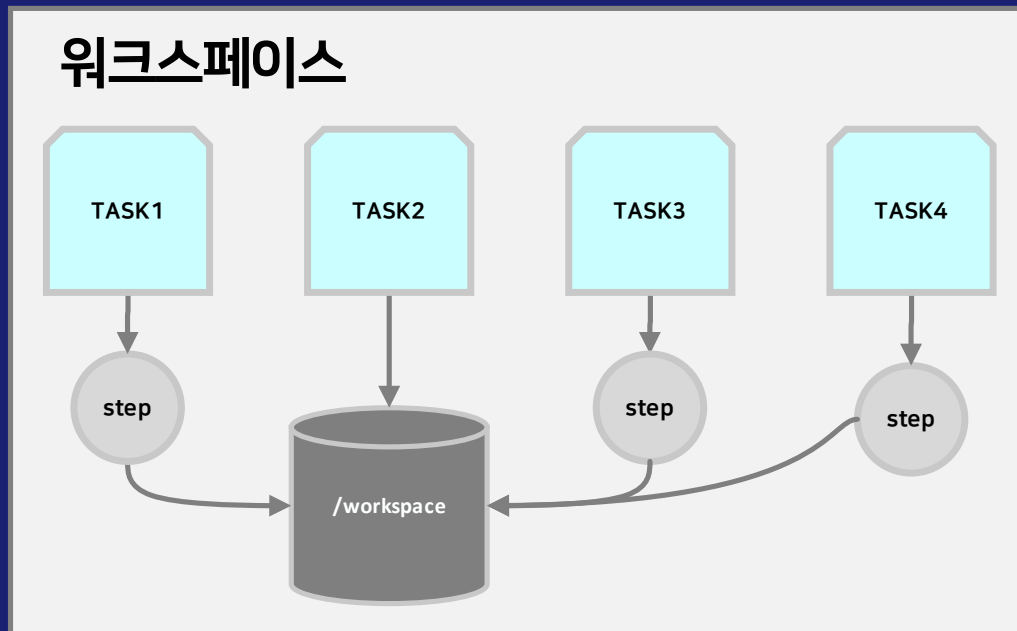 워크스페이스
TASK1
TASK2
TASK3
TASK4
step
step
step
/workspace